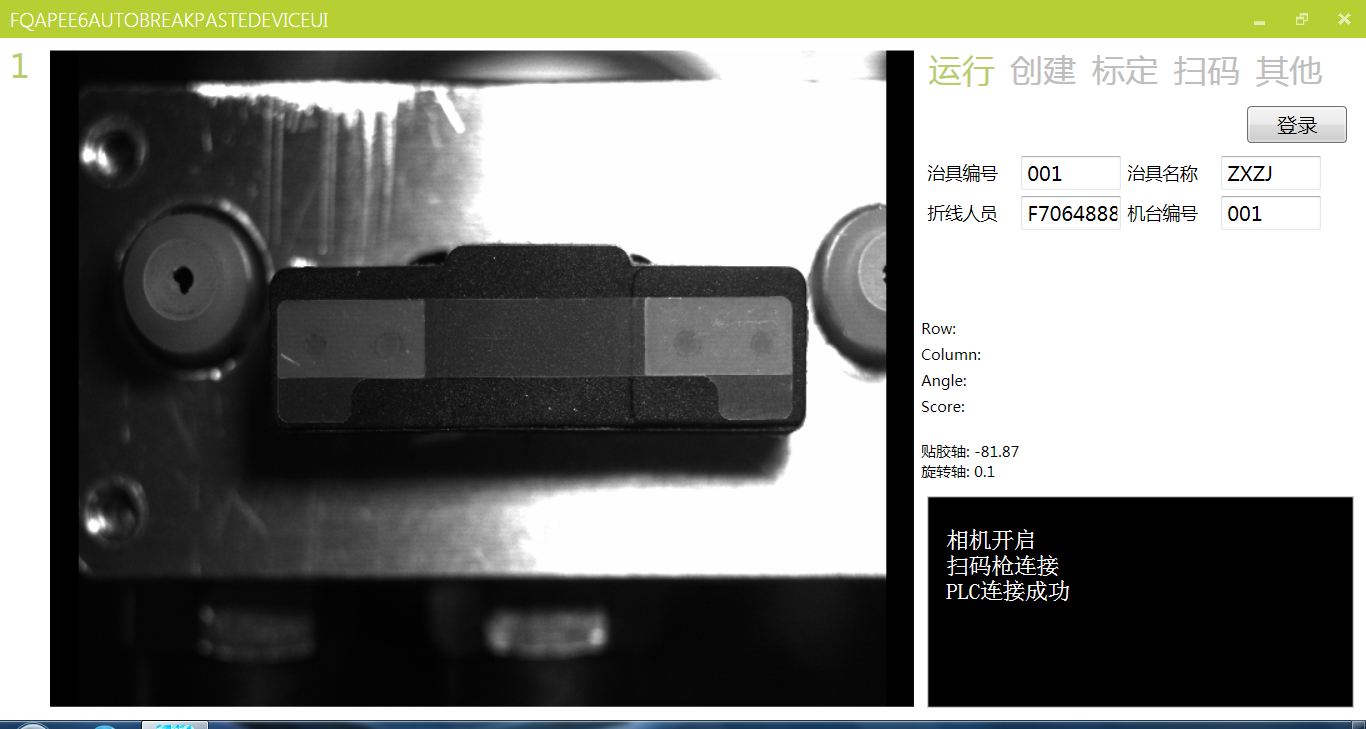 FQAPEE6AUTOBREAKPASTEDEVICEUI
1
运行 创建 标定 扫码 其他
登录
治具编号 001 治具名称 ZXZJ
折线人员 F7064888 机台编号 001
Row:
Column:
Angle:
Score:
贴胶轴: -81.87
旋转轴: 0.1
相机开启
扫码枪连接
PLC连接成功